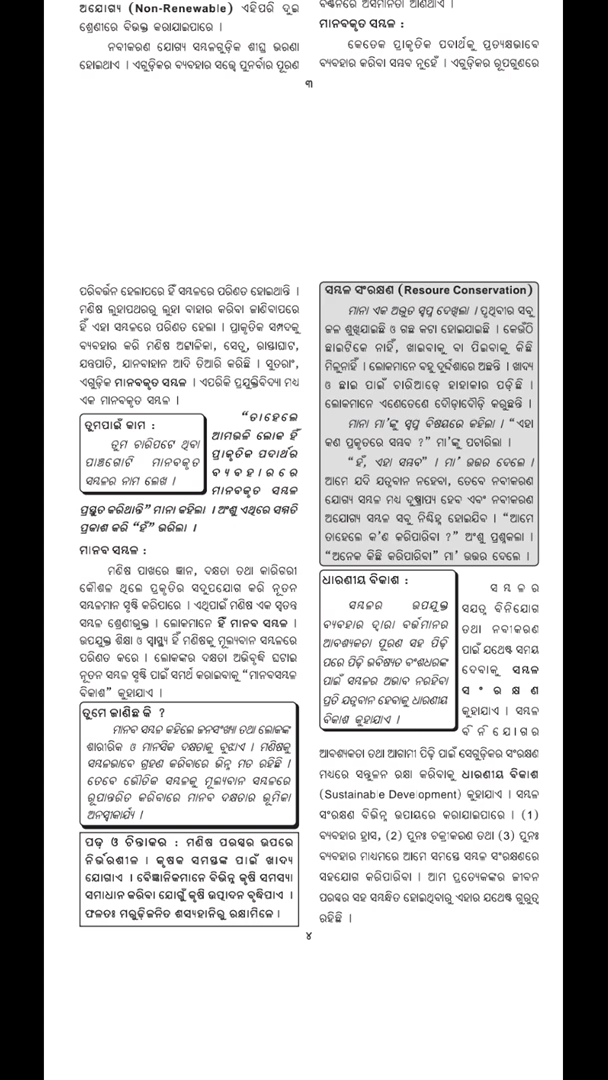 ଅଯୋଗ୍ୟ (Non-Renewable) ଏହିପରି ଦୁଇ
ଶ୍ରେଣୀରେ ବିଭକ୍ତ କରାଯାଇପାରେ ।
ନବୀକରଣ ଯୋଗ୍ୟ ସମ୍ବଳଗୁଡ଼ିକ ଶୀଘ୍ର ଭରଣା
ହୋଇଥାଏ । ଏଗୁଡ଼ିକର ବ୍ୟବହାର ସତ୍ତ୍ୱେ ପୁନର୍ବାର ପୂରଣ
ବଣ୍ଟନରେ ଅସମାନତା ଆଣିଥାଏ ।
ମାନବକୃତ ସମ୍ବଳ :
କେତେକ ପ୍ରାକୃତିକ ପଦାର୍ଥକୁ ପ୍ରତ୍ୟକ୍ଷଭାବେ
ବ୍ୟବହାର କରିବା ସମ୍ଭବ ନୁହେଁ । ଏଗୁଡ଼ିକର ରୂପଗୁଣରେ
୩
ପରିବର୍ତ୍ତନ ହେଲାପରେ ହିଁ ସମ୍ବଳରେ ପରିଣତ ହୋଇଥାନ୍ତି ।
ମଣିଷ ଲୁହାପଥରରୁ ଲୁହା ବାହାର କରିବା ଜାଣିବାପରେ
ହିଁ ଏହା ସମ୍ବଳରେ ପରିଣତ ହେଲା । ପ୍ରାକୃତିକ ସମ୍ପଦକୁ
ବ୍ୟବହାର କରି ମଣିଷ ଅଟ୍ଟାଳିକା, ସେତୁ, ରାସ୍ତାଘାଟ,
ଯନ୍ତ୍ରପାତି, ଯାନବାହାନ ଆଦି ତିଆରି କରିଛି । ସୁତରାଂ,
ଏଗୁଡ଼ିକ ମାନବକୃତ ସମ୍ବଳ । ଏପରିକି ପ୍ରଯୁକ୍ତିବିଦ୍ୟା ମଧ୍ୟ
ଏକ ମାନବକୃତ ସମ୍ବଳ ।
ତୁମପାଇଁ କାମ :
ତୁମ ଚାରିପଟେ ଥିବା
ପାଞ୍ଚଗୋଟି ମାନବକୃତ
ସମ୍ବଳର ନାମ ଲେଖ ।
“ତାହେଲେ
ଆମଭଳି ଲୋକ ହିଁ
ପ୍ରାକୃତିକ ପଦାର୍ଥର
ବ୍ୟବହାରରେ
ମାନବକୃତ ସମ୍ବଳ
ପ୍ରସ୍ତୁତ କରିଥାନ୍ତି” ମାନା କହିଲା । ଅଂଶୁ ଏଥିରେ ସମ୍ମତି
ପ୍ରକାଶ କରି “ହଁ” ଭରିଲା ।
ମାନବ ସମ୍ବଳ :
ମଣିଷ ପାଖରେ ଜ୍ଞାନ, ଦକ୍ଷତା ତଥା କାରିଗରୀ
କୌଶଳ ଥିଲେ ପ୍ରକୃତିର ସଦୁପଯୋଗ କରି ନୂତନ
ସମ୍ବଳମାନ ସୃଷ୍ଟି କରିପାରେ । ଏଥିପାଇଁ ମଣିଷ ଏକ ସ୍ୱତନ୍ତ୍ର
ସମ୍ବଳ ଶ୍ରେଣୀଭୁକ୍ତ । ଲୋକମାନେ ହିଁ ମାନବ ସମ୍ବଳ ।
ଉପଯୁକ୍ତ ଶିକ୍ଷା ଓ ସ୍ୱାସ୍ଥ୍ୟ ହିଁ ମଣିଷକୁ ମୂଲ୍ୟବାନ ସମ୍ବଳରେ
ପରିଣତ କରେ । ଲୋକଙ୍କର ଦକ୍ଷତା ଅଭିବୃଦ୍ଧି ଘଟାଇ
ନୂତନ ସମ୍ବଳ ସୃଷ୍ଟି ପାଇଁ ସମର୍ଥ କରାଇବାକୁ “ମାନବସମ୍ବଳ
ବିକାଶ” କୁହାଯାଏ ।
ତୁମେ ଜାଣିଛ କି ?
ମାନବ ସମ୍ବଳ କହିଲେ ଜନସଂଖ୍ୟା ତଥା ଲୋକଙ୍କ
ଶାରୀରିକ ଓ ମାନସିକ ଦକ୍ଷତାକୁ ବୁଝାଏ । ମଣିଷକୁ
ସମ୍ବଳଭାବେ ଗ୍ରହଣ କରିବାରେ ଭିନ୍ନ ମତ ରହିଛି ।
ତେବେ ଭୌତିକ ସମ୍ବଳକୁ ମୂଲ୍ୟବାନ ସମ୍ବଳରେ
ରୂପାନ୍ତରିତ କରିବାରେ ମାନବ ଦକ୍ଷତାର ଭୂମିକା
ଅନସ୍ୱୀକାର୍ଯ୍ୟ ।
ପଢ଼ ଓ ଚିନ୍ତାକର : ମଣିଷ ପରସ୍ପର ଉପରେ
ନିର୍ଭରଶୀଳ । କୃଷକ ସମସ୍ତଙ୍କ ପାଇଁ ଖାଦ୍ୟ
ଯୋଗାଏ । ବୈଜ୍ଞାନିକମାନେ ବିଭିନ୍ନ କୃଷି ସମସ୍ୟା
ସମାଧାନ କରିବା ଯୋଗୁଁ କୃଷି ଉତ୍ପାଦନ ବୃଦ୍ଧିପାଏ ।
ଫଳତଃ ମରୁଡ଼ିଜନିତ ଶସ୍ୟହାନିରୁ ରକ୍ଷାମିଳେ ।
ସମ୍ବଳ ସଂରକ୍ଷଣ (Resoure Conservation)
ମାନା ଏକ ଅଦ୍ଭୁତ ସ୍ୱପ୍ନ ଦେଖିଲା । ପୃଥିବୀର ସବୁ
ଜଳ ଶୁଖିଯାଇଛି ଓ ଗଛ କଟା ହୋଇଯାଇଛି । କେଉଁଠି
ଛାଇଟିକେ ନାହିଁ, ଖାଇବାକୁ ବା ପିଇବାକୁ କିଛି
ମିଳୁନାହିଁ । ଲୋକମାନେ ବହୁ ଦୁର୍ଦ୍ଦଶାରେ ଅଛନ୍ତି । ଖାଦ୍ୟ
ଓ ଛାଇ ପାଇଁ ଚାରିଆଡ଼େ ହାହାକାର ପଡ଼ିଛି ।
ଲୋକମାନେ ଏଣେତେଣେ ଦୌଡ଼ାଦୌଡ଼ି କରୁଛନ୍ତି ।
ମାନା ମା’ଙ୍କୁ ସ୍ୱପ୍ନ ବିଷୟରେ କହିଲା । “ଏହା
କଣ ପ୍ରକୃତରେ ସମ୍ଭବ ?” ମା’ଙ୍କୁ ପଚାରିଲା ।
“ହଁ, ଏହା ସମ୍ଭବ” । ମା’ ଉତ୍ତର ଦେଲେ ।
ଆମେ ଯଦି ଯତ୍ନବାନ ନହେବା, ତେବେ ନବୀକରଣ
ଯୋଗ୍ୟ ସମ୍ବଳ ମଧ୍ୟ ଦୁଷ୍ପ୍ରାପ୍ୟ ହେବ ଏବଂ ନବୀକରଣ
ଅଯୋଗ୍ୟ ସମ୍ବଳ ସବୁ ନିଶ୍ଚିହ୍ନ ହୋଇଯିବ । “ଆମେ
ତାହେଲେ କ’ଣ କରିପାରିବା ?” ଅଂଶୁ ପ୍ରଶ୍ନକଲା ।
“ଅନେକ କିଛି କରିପାରିବା” ମା’ ଉତ୍ତର ଦେଲେ ।
ଧାରଣୀୟ ବିକାଶ :
ସମ୍ବଳର ଉପଯୁକ୍ତ
ବ୍ୟବହାର ଦ୍ୱାରା ବର୍ତ୍ତମାନର
ଆବଶ୍ୟକତା ପୂରଣ ସହ ପିଢ଼ି
ପରେ ପିଢ଼ି ଭବିଷ୍ୟତ ବଂଶଧରଙ୍କ
ପାଇଁ ସମ୍ବଳର ଅଭାବ ନରହିବା
ପ୍ରତି ଯତ୍ନବାନ ହେବାକୁ ଧାରଣୀୟ
ବିକାଶ କୁହାଯାଏ ।
ସମ୍ବଳର
ସଯତ୍ନ ବିନିଯୋଗ
ତଥା ନବୀକରଣ
ପାଇଁ ଯଥେଷ୍ଟ ସମୟ
ଦେବାକୁ ସମ୍ବଳ
ସଂରକ୍ଷଣ
କୁହାଯାଏ । ସମ୍ବଳ
ବିନିଯୋଗର
ଆବଶ୍ୟକତା ତଥା ଆଗାମୀ ପିଢ଼ି ପାଇଁ ସେଗୁଡ଼ିକର ସଂରକ୍ଷଣ
ମଧ୍ୟରେ ସନ୍ତୁଳନ ରକ୍ଷା କରିବାକୁ ଧାରଣୀୟ ବିକାଶ
(Sustainable Development) କୁହାଯାଏ । ସମ୍ବଳ
ସଂରକ୍ଷଣ ବିଭିନ୍ନ ଉପାୟରେ କରାଯାଇପାରେ । (1)
ବ୍ୟବହାର ହ୍ରାସ, (2) ପୁନଃ ଚକ୍ରୀକରଣ ତଥା (3) ପୁନଃ
ବ୍ୟବହାର ମାଧ୍ୟମରେ ଆମେ ସମସ୍ତେ ସମ୍ବଳ ସଂରକ୍ଷଣରେ
ସହଯୋଗ କରିପାରିବା । ଆମ ପ୍ରତ୍ୟେକଙ୍କର ଜୀବନ
ପରସ୍ପର ସହ ସମ୍ବନ୍ଧିତ ହୋଇଥିବାରୁ ଏହାର ଯଥେଷ୍ଟ ଗୁରୁତ୍ୱ
ରହିଛି ।
୪